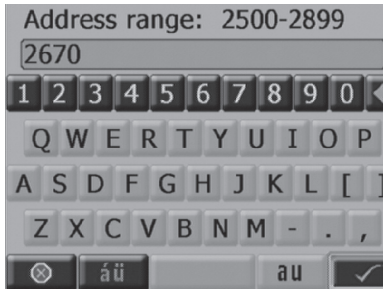 Address range: 2500-2899
2670
1 2 3 4 5 6 7 8 9 0
Q W E R T Y U I O P
A S D F G H J K L [ ]
Z X C V B N M - . ,
áü au